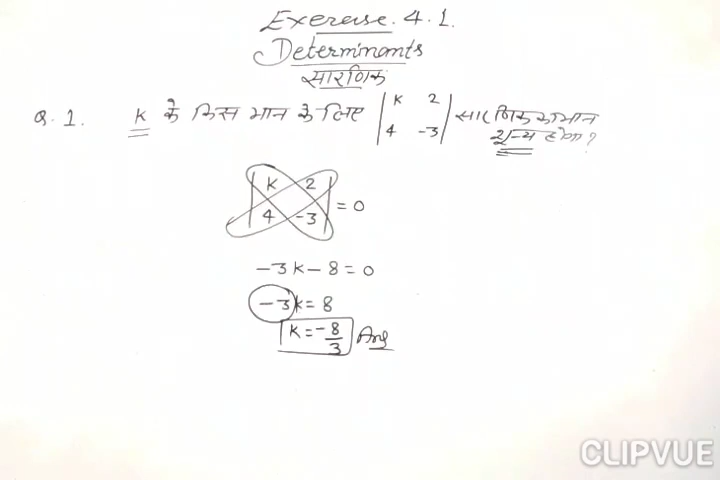 Exercise. 4.1.
Determinants
सारणिक
Q.1. K के किस मान के लिए |K 2| सारणिक का मान
|4 -3| शून्य होगा?
|K 2|
|4 -3| = 0
-3K-8=0
-3K=8
K=-8/3 Ans
CLIPVUE